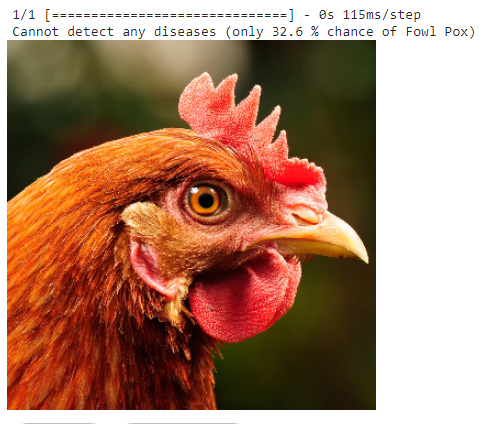 1/1 [==============================] - 0s 115ms/step
Cannot detect any diseases (only 32.6 % chance of Fowl Pox)